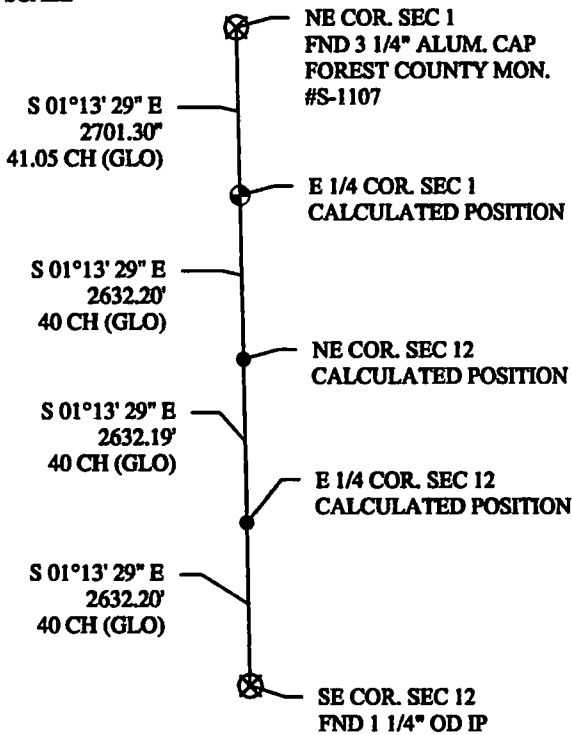 NE COR. SEC 1
FND 3 1/4" ALUM. CAP
FOREST COUNTY MON.
#S-1107
S 01°13' 29" E
2701.30"
41.05 CH (GLO)
E 1/4 COR. SEC 1
CALCULATED POSITION
S 01°13' 29" E
2632.20'
40 CH (GLO)
NE COR. SEC 12
CALCULATED POSITION
S 01°13' 29" E
2632.19'
40 CH (GLO)
E 1/4 COR. SEC 12
CALCULATED POSITION
S 01°13' 29" E
2632.20'
40 CH (GLO)
SE COR. SEC 12
FND 1 1/4" OD IP